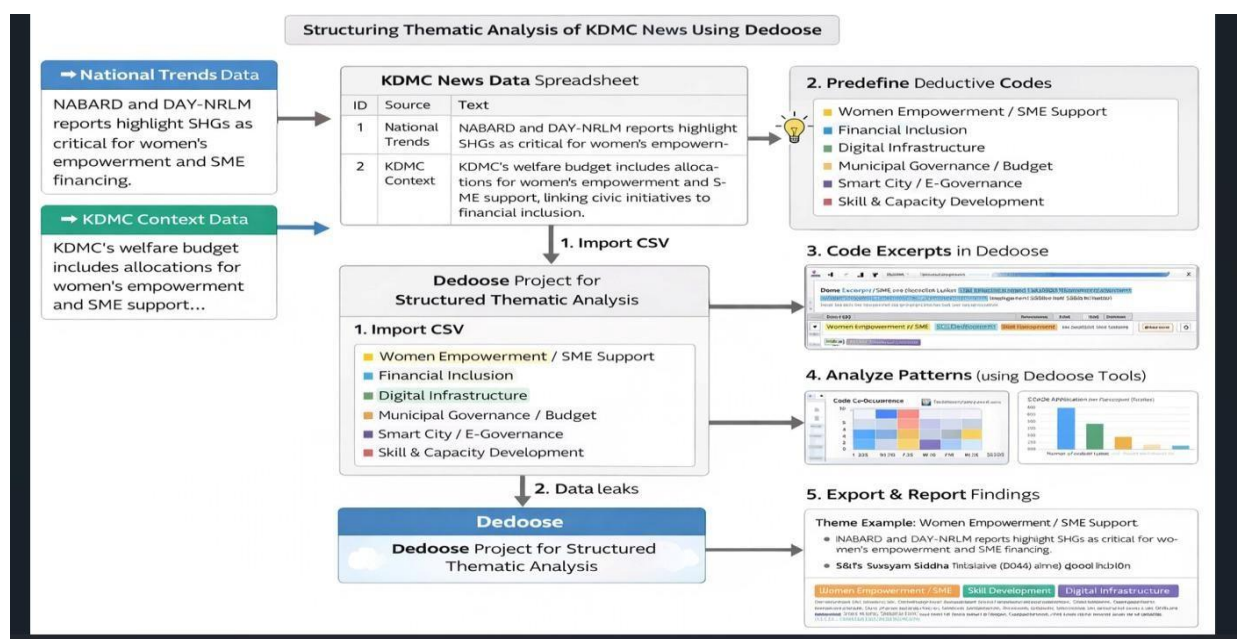 Structuring Thematic Analysis of KDMC News Using Dedoose
➡ National Trends Data
NABARD and DAY-NRLM
reports highlight SHGs as
critical for women's
empowerment and SME
financing.
➡ KDMC Context Data
KDMC's welfare budget
includes allocations for
women's empowerment
and SME support...
KDMC News Data Spreadsheet
ID Source Text
1 National Trends NABARD and DAY-NRLM reports highlight
SHGs as critical for women's empowern-
2 KDMC Context KDMC's welfare budget includes alloca-
tions for women's empowerment and S-
ME support, linking civic initiatives to
financial inclusion.
1. Import CSV
Dedoose Project for
Structured Thematic Analysis
1. Import CSV
Women Empowerment / SME Support
Financial Inclusion
Digital Infrastructure
Municipal Governance / Budget
Smart City / E-Governance
Skill & Capacity Development
2. Data leaks
Dedoose
Dedoose Project for Structured
Thematic Analysis
2. Predefine Deductive Codes
Women Empowerment / SME Support
Financial Inclusion
Digital Infrastructure
Municipal Governance / Budget
Smart City / E-Governance
Skill & Capacity Development
3. Code Excerpts in Dedoose
Women Empowerment // SME
4. Analyze Patterns (using Dedoose Tools)
5. Export & Report Findings
Theme Example: Women Empowerment / SME Support
NABARD and DAY-NRLM reports highlight SHGs as critical for wo-
men's empowerment and SME financing.
Women Empowerment / SME Skill Development Digital Infrastructure